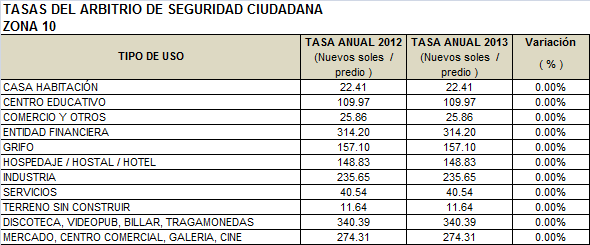 TASAS DEL ARBITRIO DE SEGURIDAD CIUDADANA
ZONA 10
TIPO DE USO TASA ANUAL 2012 (Nuevos soles / predio ) TASA ANUAL 2013 (Nuevos soles / predio ) Variación ( % )
CASA HABITACIÓN 22.41 22.41 0.00%
CENTRO EDUCATIVO 109.97 109.97 0.00%
COMERCIO Y OTROS 25.86 25.86 0.00%
ENTIDAD FINANCIERA 314.20 314.20 0.00%
GRIFO 157.10 157.10 0.00%
HOSPEDAJE / HOSTAL / HOTEL 148.83 148.83 0.00%
INDUSTRIA 235.65 235.65 0.00%
SERVICIOS 40.54 40.54 0.00%
TERRENO SIN CONSTRUIR 11.64 11.64 0.00%
DISCOTECA, VIDEOPUB, BILLAR, TRAGAMONEDAS 340.39 340.39 0.00%
MERCADO, CENTRO COMERCIAL, GALERIA, CINE 274.31 274.31 0.00%